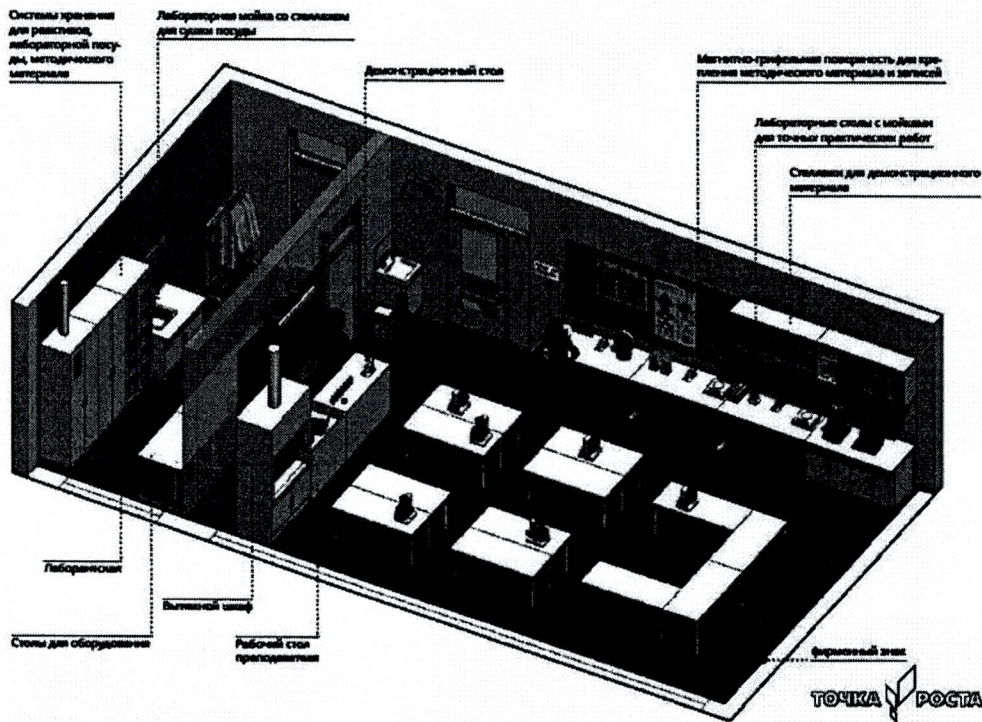 Системы хранения
для реактивов,
лабораторной посу-
ды, методического
материала
Лабораторная мойка со стеллажом
для сушки посуды
Демонстрационный стол
Магнитно-грифельная поверхность для кре-
пления методического материала и записей
Лабораторные столы с мойками
для точных практических работ
Стеллажи для демонстрационного
материала
Лаборантская
Столы для оборудования
Вытяжной шкаф
Рабочий стол
преподавателя
фирменный знак
ТОЧКА РОСТА